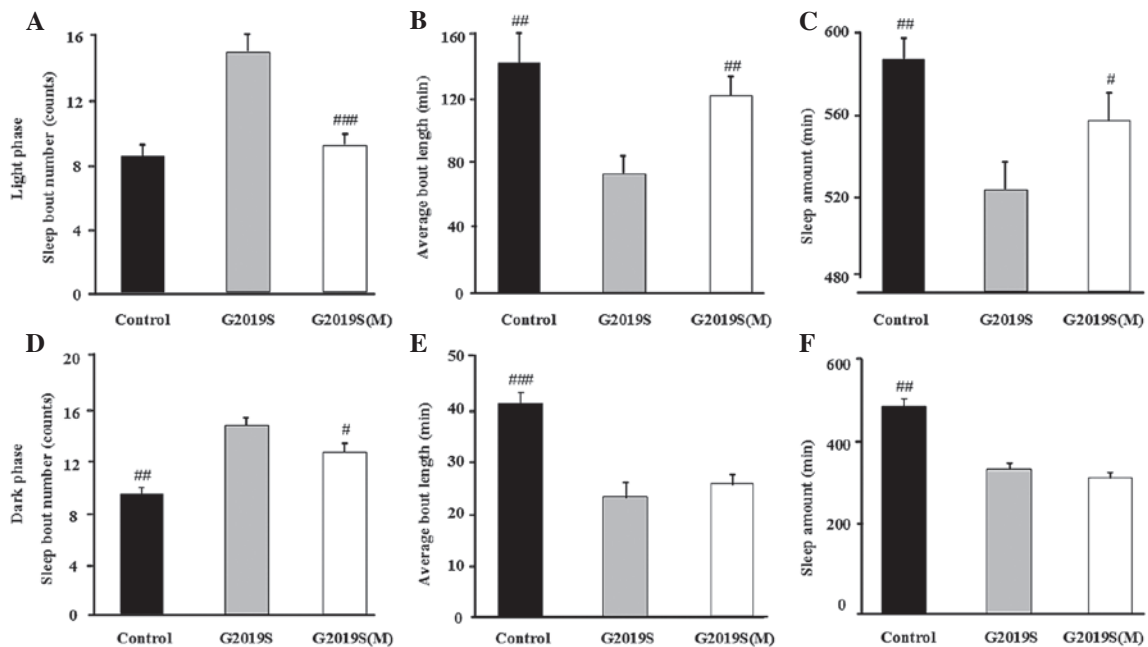 A
Light phase
Sleep bout number (counts)
16
12
8
4
0
###
Control
G2019S
G2019S(M)
B
Average bout length (min)
160
120
80
40
0
##
##
Control
G2019S
G2019S(M)
C
Sleep amount (min)
600
560
520
480
##
#
Control
G2019S
G2019S(M)
D
Dark phase
Sleep bout number (counts)
20
16
12
8
4
0
##
#
Control
G2019S
G2019S(M)
E
Average bout length (min)
50
40
30
20
10
0
###
Control
G2019S
G2019S(M)
F
Sleep amount (min)
600
400
200
0
##
Control
G2019S
G2019S(M)